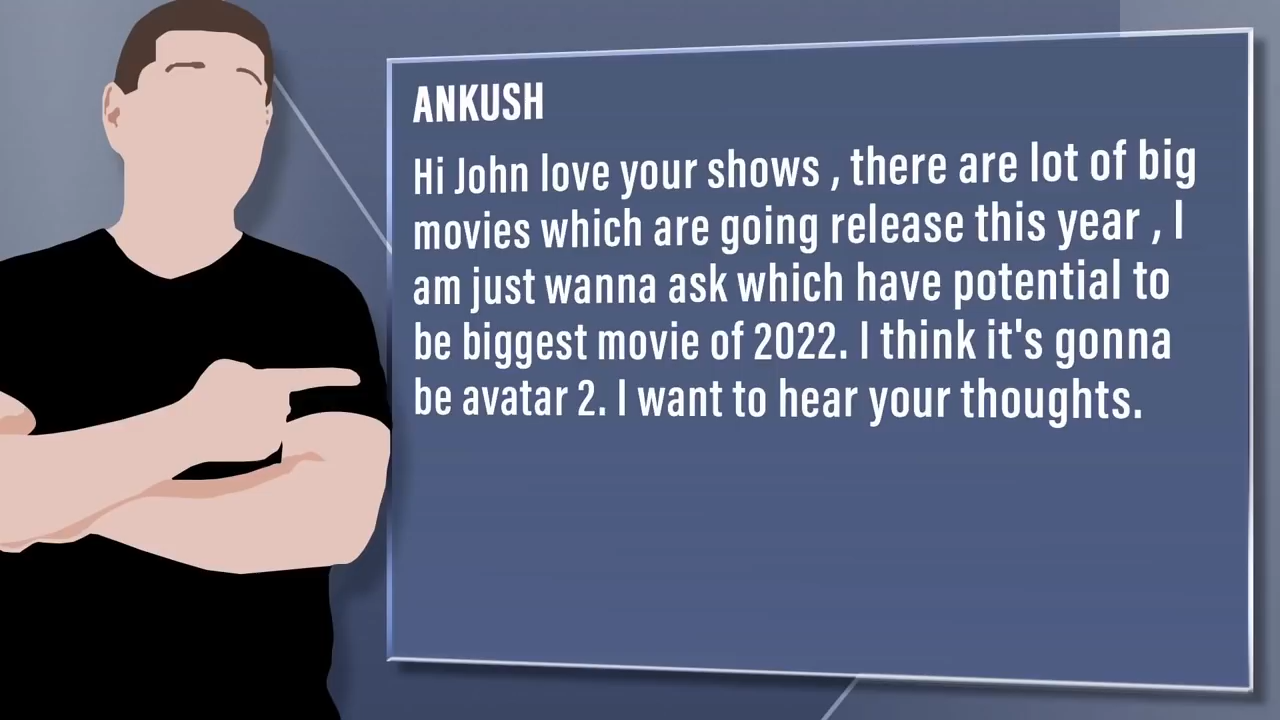 ANKUSH
Hi John love your shows , there are lot of big
movies which are going release this year , I
am just wanna ask which have potential to
be biggest movie of 2022. I think it's gonna
be avatar 2. I want to hear your thoughts.